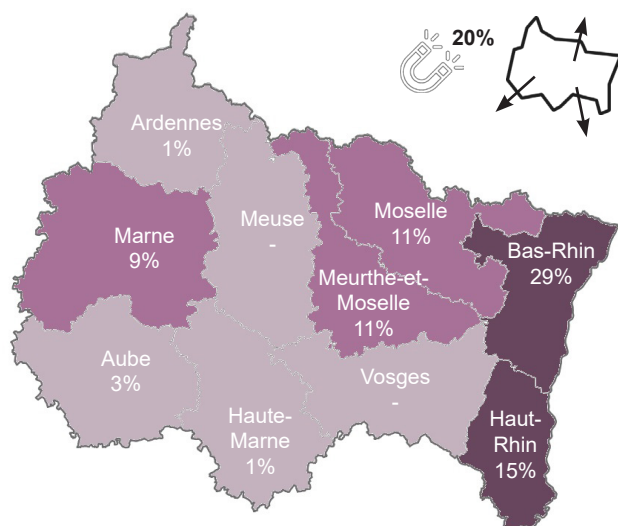 20%
Ardennes
1%
Meuse
-
Moselle
11%
Marne
9%
Bas-Rhin
29%
Meurthe-et-
Moselle
11%
Aube
3%
Vosges
-
Haute-
Marne
1%
Haut-
Rhin
15%